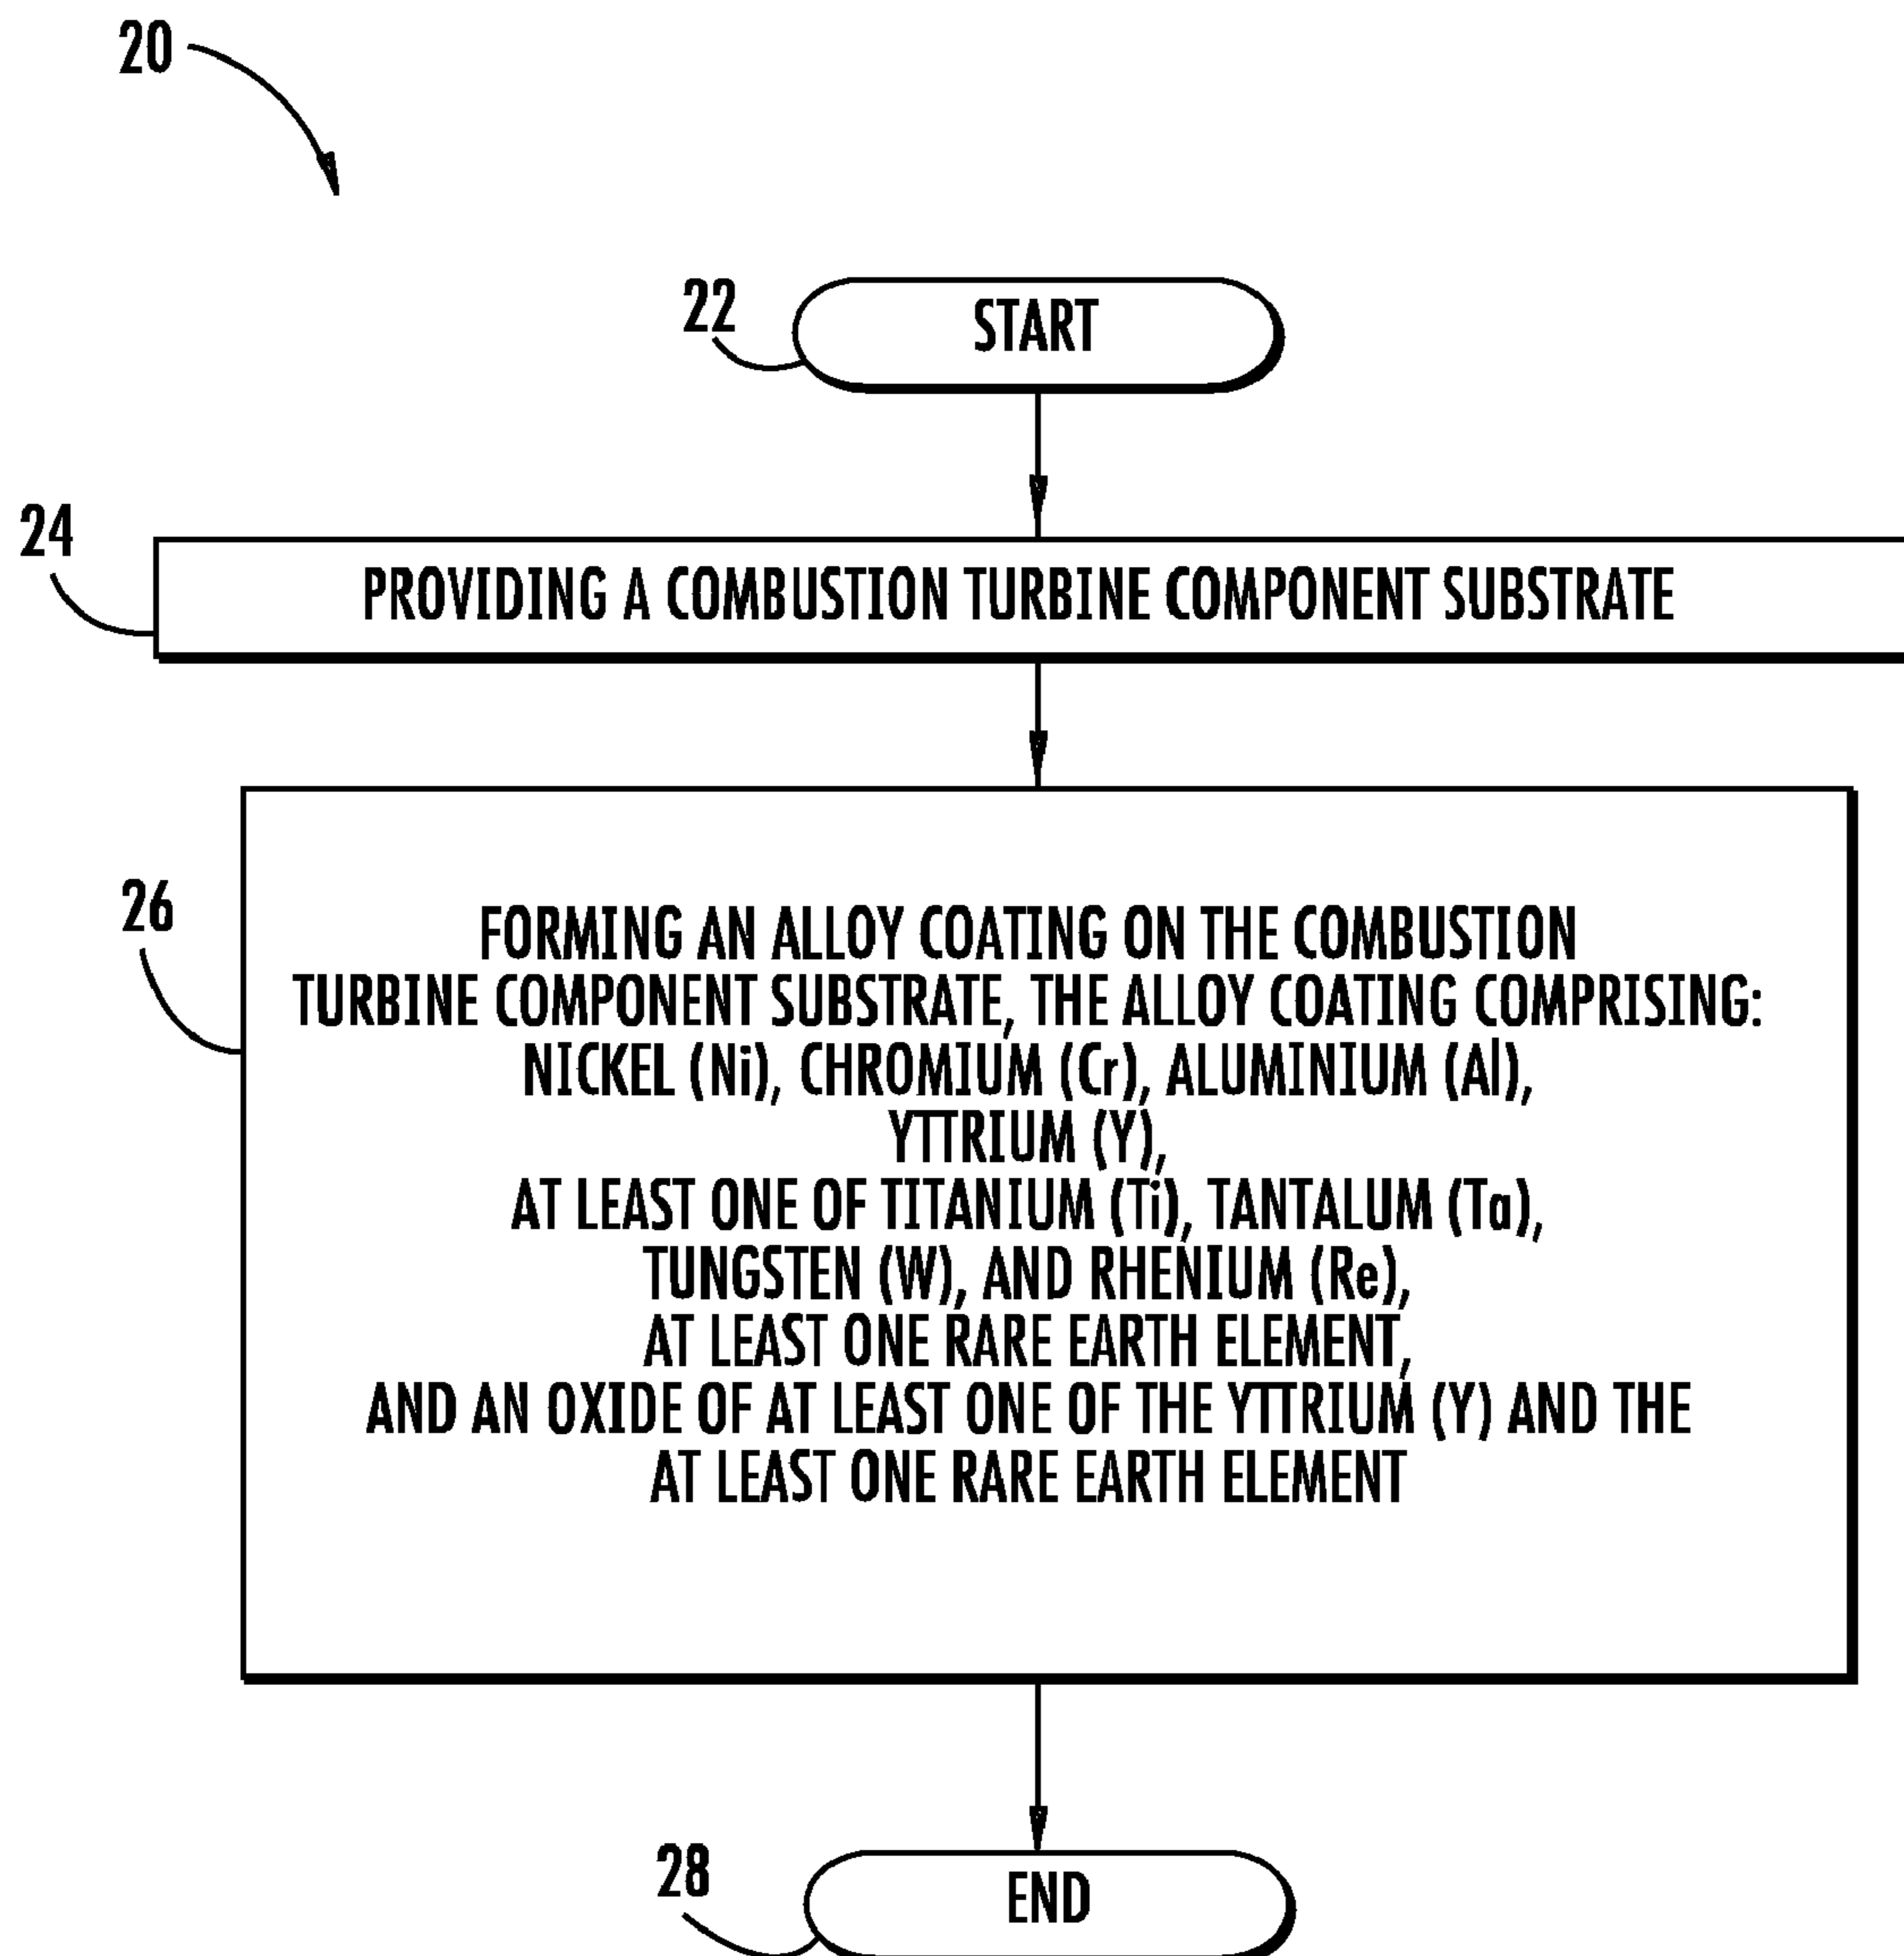 20
22
START
24
PROVIDING A COMBUSTION TURBINE COMPONENT SUBSTRATE
26
FORMING AN ALLOY COATING ON THE COMBUSTION
TURBINE COMPONENT SUBSTRATE, THE ALLOY COATING COMPRISING:
NICKEL (Ni), CHROMIUM (Cr), ALUMINIUM (Al),
YTTRIUM (Y),
AT LEAST ONE OF TITANIUM (Ti), TANTALUM (Ta),
TUNGSTEN (W), AND RHENIUM (Re),
AT LEAST ONE RARE EARTH ELEMENT,
AND AN OXIDE OF AT LEAST ONE OF THE YTTRIUM (Y) AND THE
AT LEAST ONE RARE EARTH ELEMENT
28
END